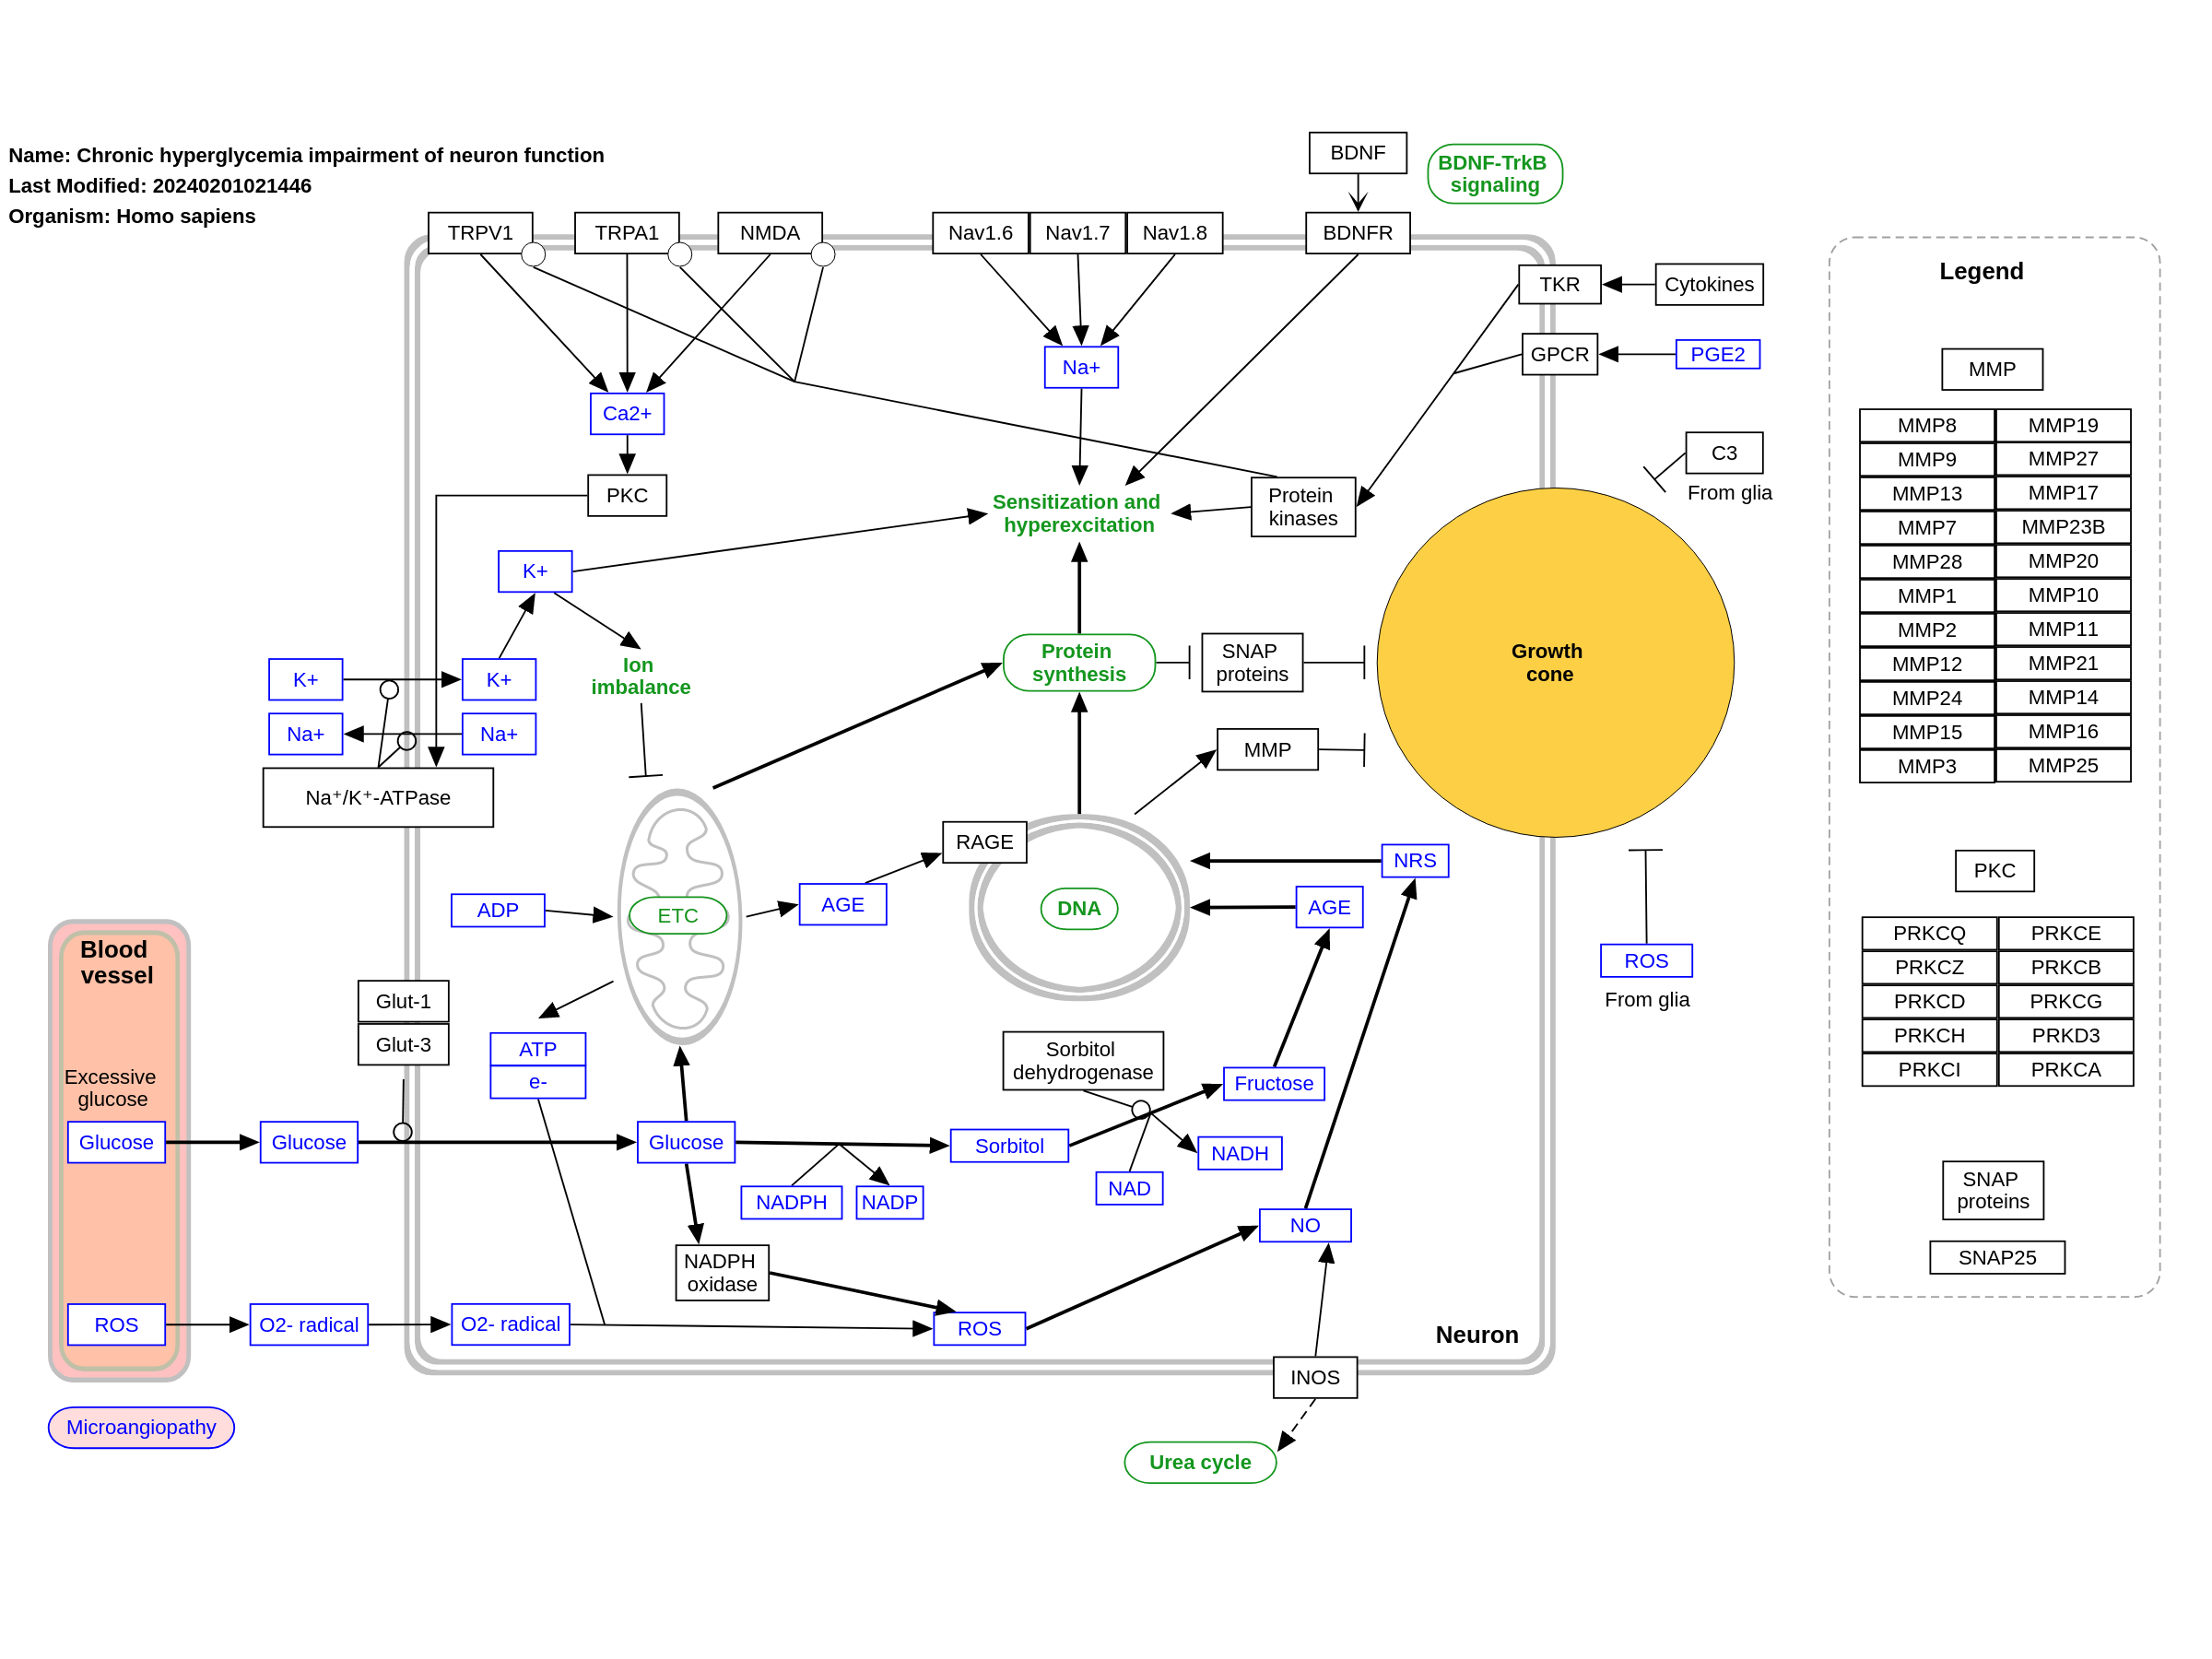 Name: Chronic hyperglycemia impairment of neuron function
Last Modified: 20240201021446
Organism: Homo sapiens
BDNF
BDNF-TrkB
signaling
TRPV1
TRPA1
NMDA
Nav1.6
Nav1.7
Nav1.8
BDNFR
TKR
Cytokines
GPCR
PGE2
Na+
Ca2+
PKC
C3
From glia
Sensitization and
hyperexcitation
Protein
kinases
K+
Ion
imbalance
K+
K+
Na+
Na+
Na⁺/K⁺-ATPase
Protein
synthesis
SNAP
proteins
Growth
cone
MMP
RAGE
NRS
ADP
ETC
AGE
DNA
AGE
ROS
From glia
Blood
vessel
Glut-1
Glut-3
ATP
e-
Sorbitol
dehydrogenase
Fructose
Excessive
glucose
Glucose
Glucose
Glucose
Sorbitol
NADH
NADPH
NADP
NAD
NO
NADPH
oxidase
ROS
O2- radical
O2- radical
ROS
Neuron
INOS
Microangiopathy
Urea cycle
Legend
MMP
MMP8
MMP19
MMP9
MMP27
MMP13
MMP17
MMP7
MMP23B
MMP28
MMP20
MMP1
MMP10
MMP2
MMP11
MMP12
MMP21
MMP24
MMP14
MMP15
MMP16
MMP3
MMP25
PKC
PRKCQ
PRKCE
PRKCZ
PRKCB
PRKCD
PRKCG
PRKCH
PRKD3
PRKCI
PRKCA
SNAP
proteins
SNAP25